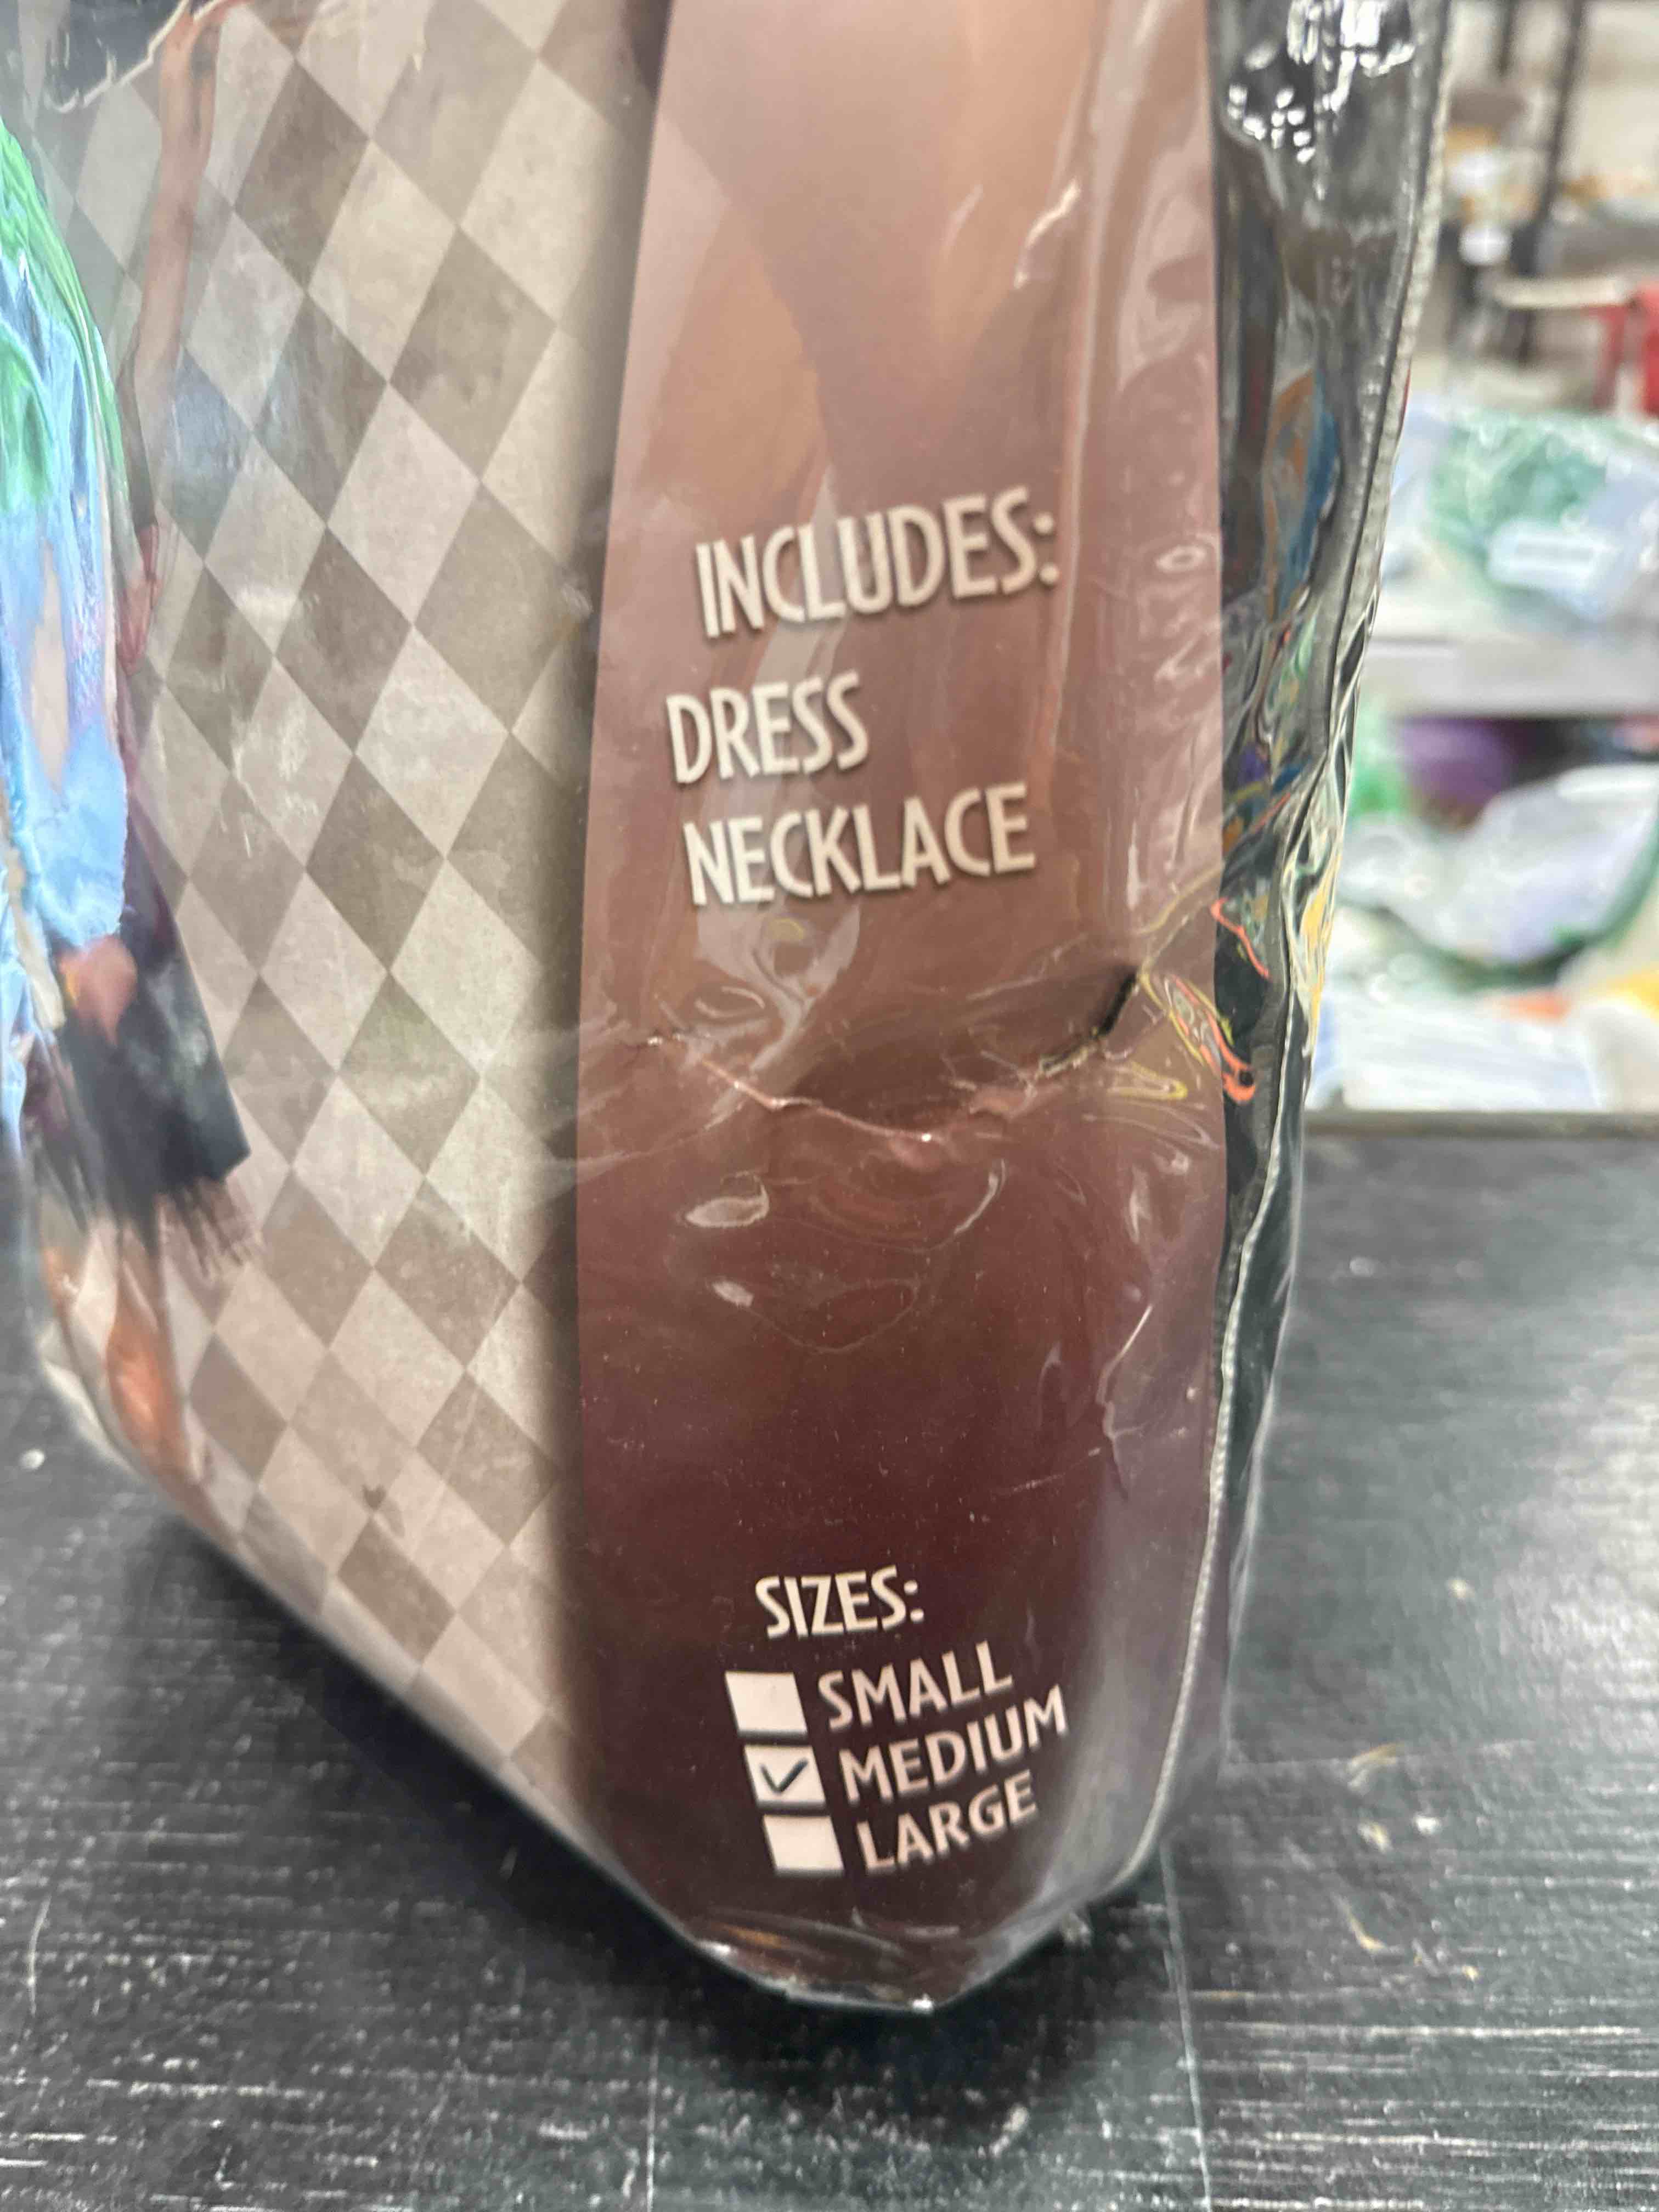 INCLUDES:
DRESS
NECKLACE
SIZES:
SMALL
MEDIUM
LARGE